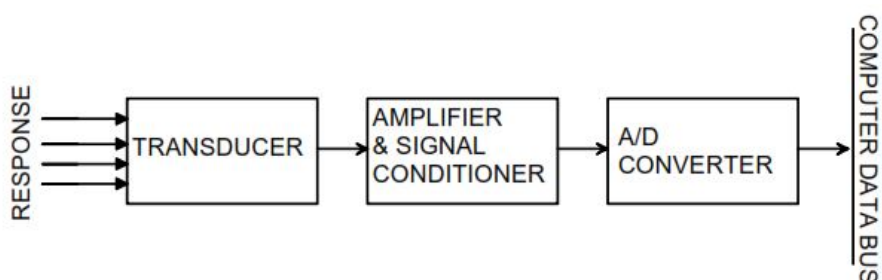 RESPONSE
TRANSDUCER
AMPLIFIER
& SIGNAL
CONDITIONER
A/D
CONVERTER
COMPUTER DATA BUS